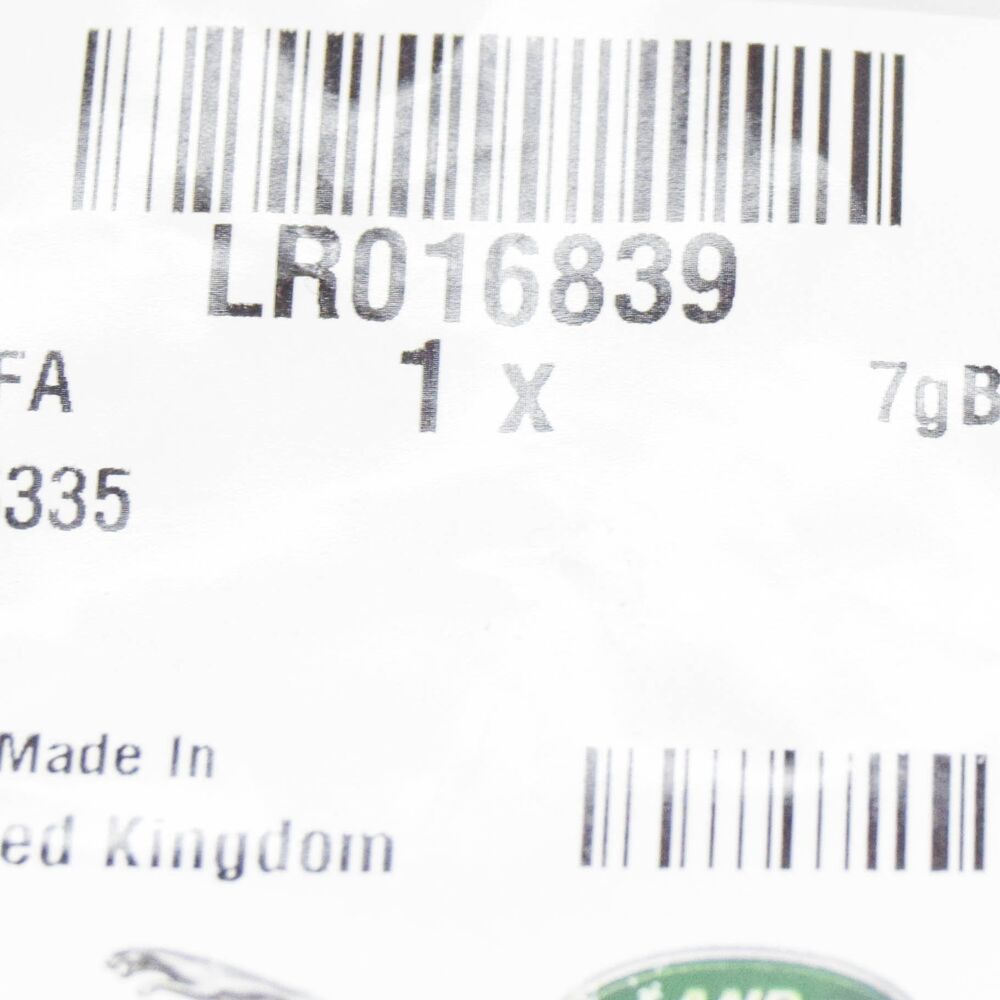 LR016839
FA 1 x 7gB
335
Made In
ed Kingdom